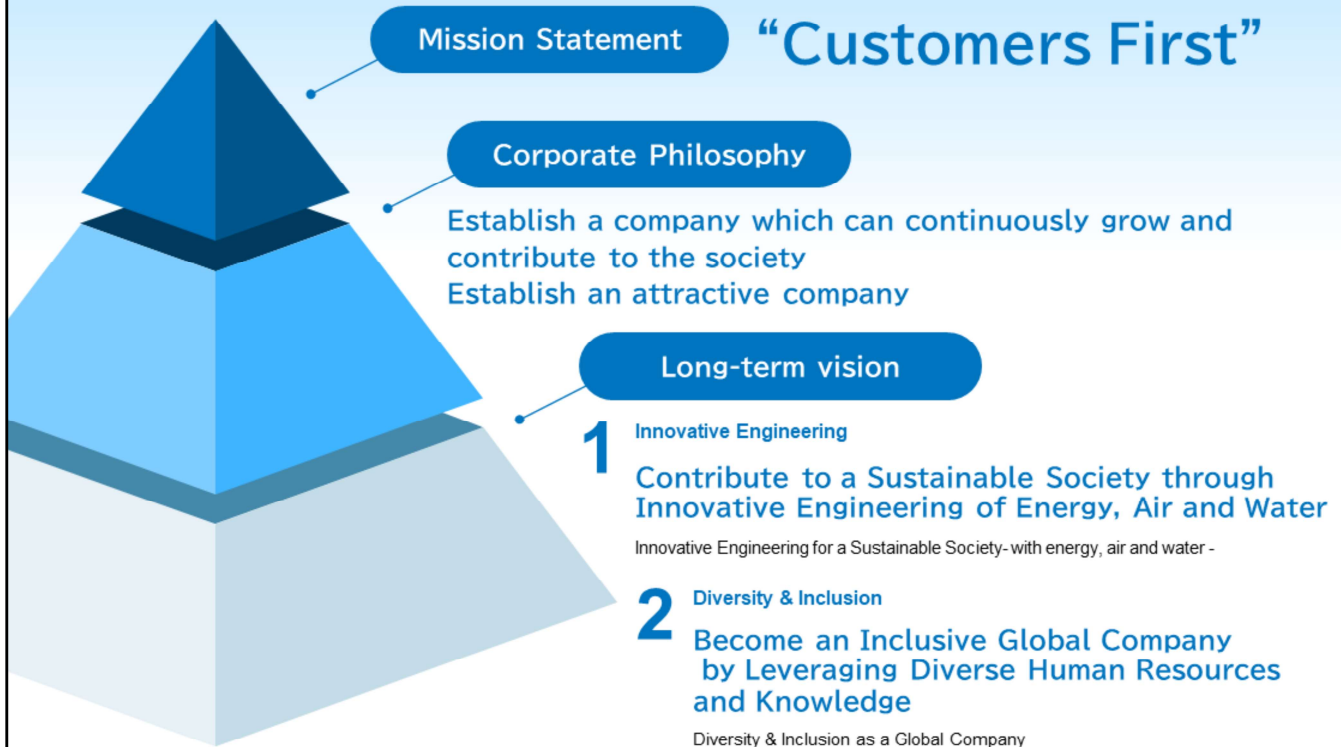 Mission Statement
“Customers First”
Corporate Philosophy
Establish a company which can continuously grow and
contribute to the society
Establish an attractive company
Long-term vision
1
Innovative Engineering
Contribute to a Sustainable Society through
Innovative Engineering of Energy, Air and Water
Innovative Engineering for a Sustainable Society- with energy, air and water -
2
Diversity & Inclusion
Become an Inclusive Global Company
by Leveraging Diverse Human Resources
and Knowledge
Diversity & Inclusion as a Global Company